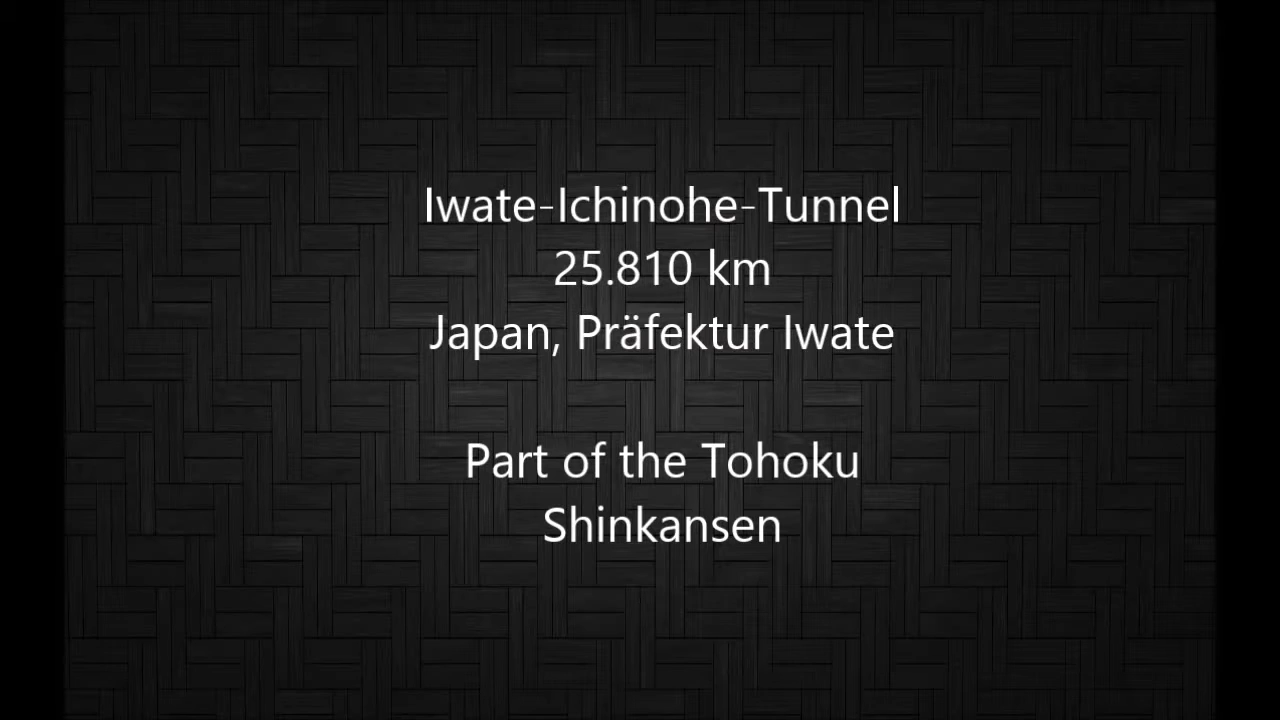 Iwate-Ichinohe-Tunnel
25.810 km
Japan, Präfektur Iwate
Part of the Tohoku
Shinkansen